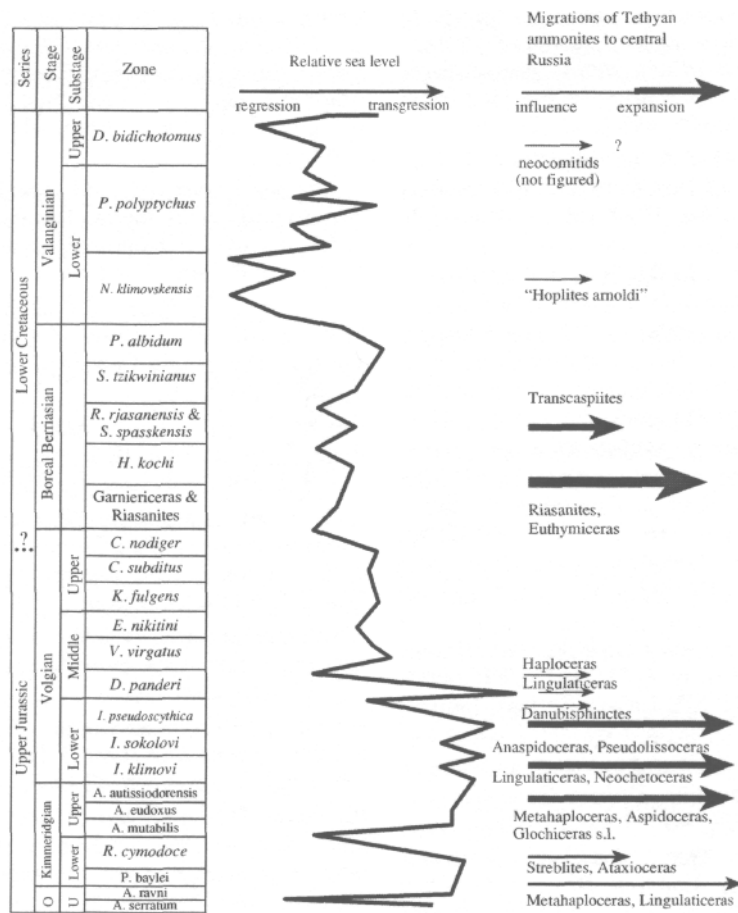 Series
Stage
Substage
Zone
Relative sea level
regression
transgression
Migrations of Tethyan
ammonites to central
Russia
influence
expansion
Lower Cretaceous
? 
Upper Jurassic
Valanginian
Boreal Berriasian
Volgian
Kimmeridgian
O
Upper
Lower
Upper
Middle
Lower
Upper
Lower
U
D. bidichotomus
P. polyptychus
N. klimovskensis
P. albidum
S. tzikwinianus
R. rjasanensis &
S. spasskensis
H. kochi
Garniericeras &
Riasanites
C. nodiger
C. subditus
K. fulgens
E. nikitini
V. virgatus
D. panderi
I. pseudoscythica
I. sokolovi
I. klimovi
A. autissiodorensis
A. eudoxus
A. mutabilis
R. cymodoce
P. baylei
A. ravni
A. serratum
?
neocomitids
(not figured)
"Hoplites arnoldi"
Transcaspiites
Riasanites,
Euthymiceras
Haploceras
Lingulaticeras
Danubisphinctes
Anaspidoceras, Pseudolissoceras
Lingulaticeras, Neochetoceras
Metahaploceras, Aspidoceras,
Glochiceras s.l.
Streblites, Ataxioceras
Metahaploceras, Lingulaticeras